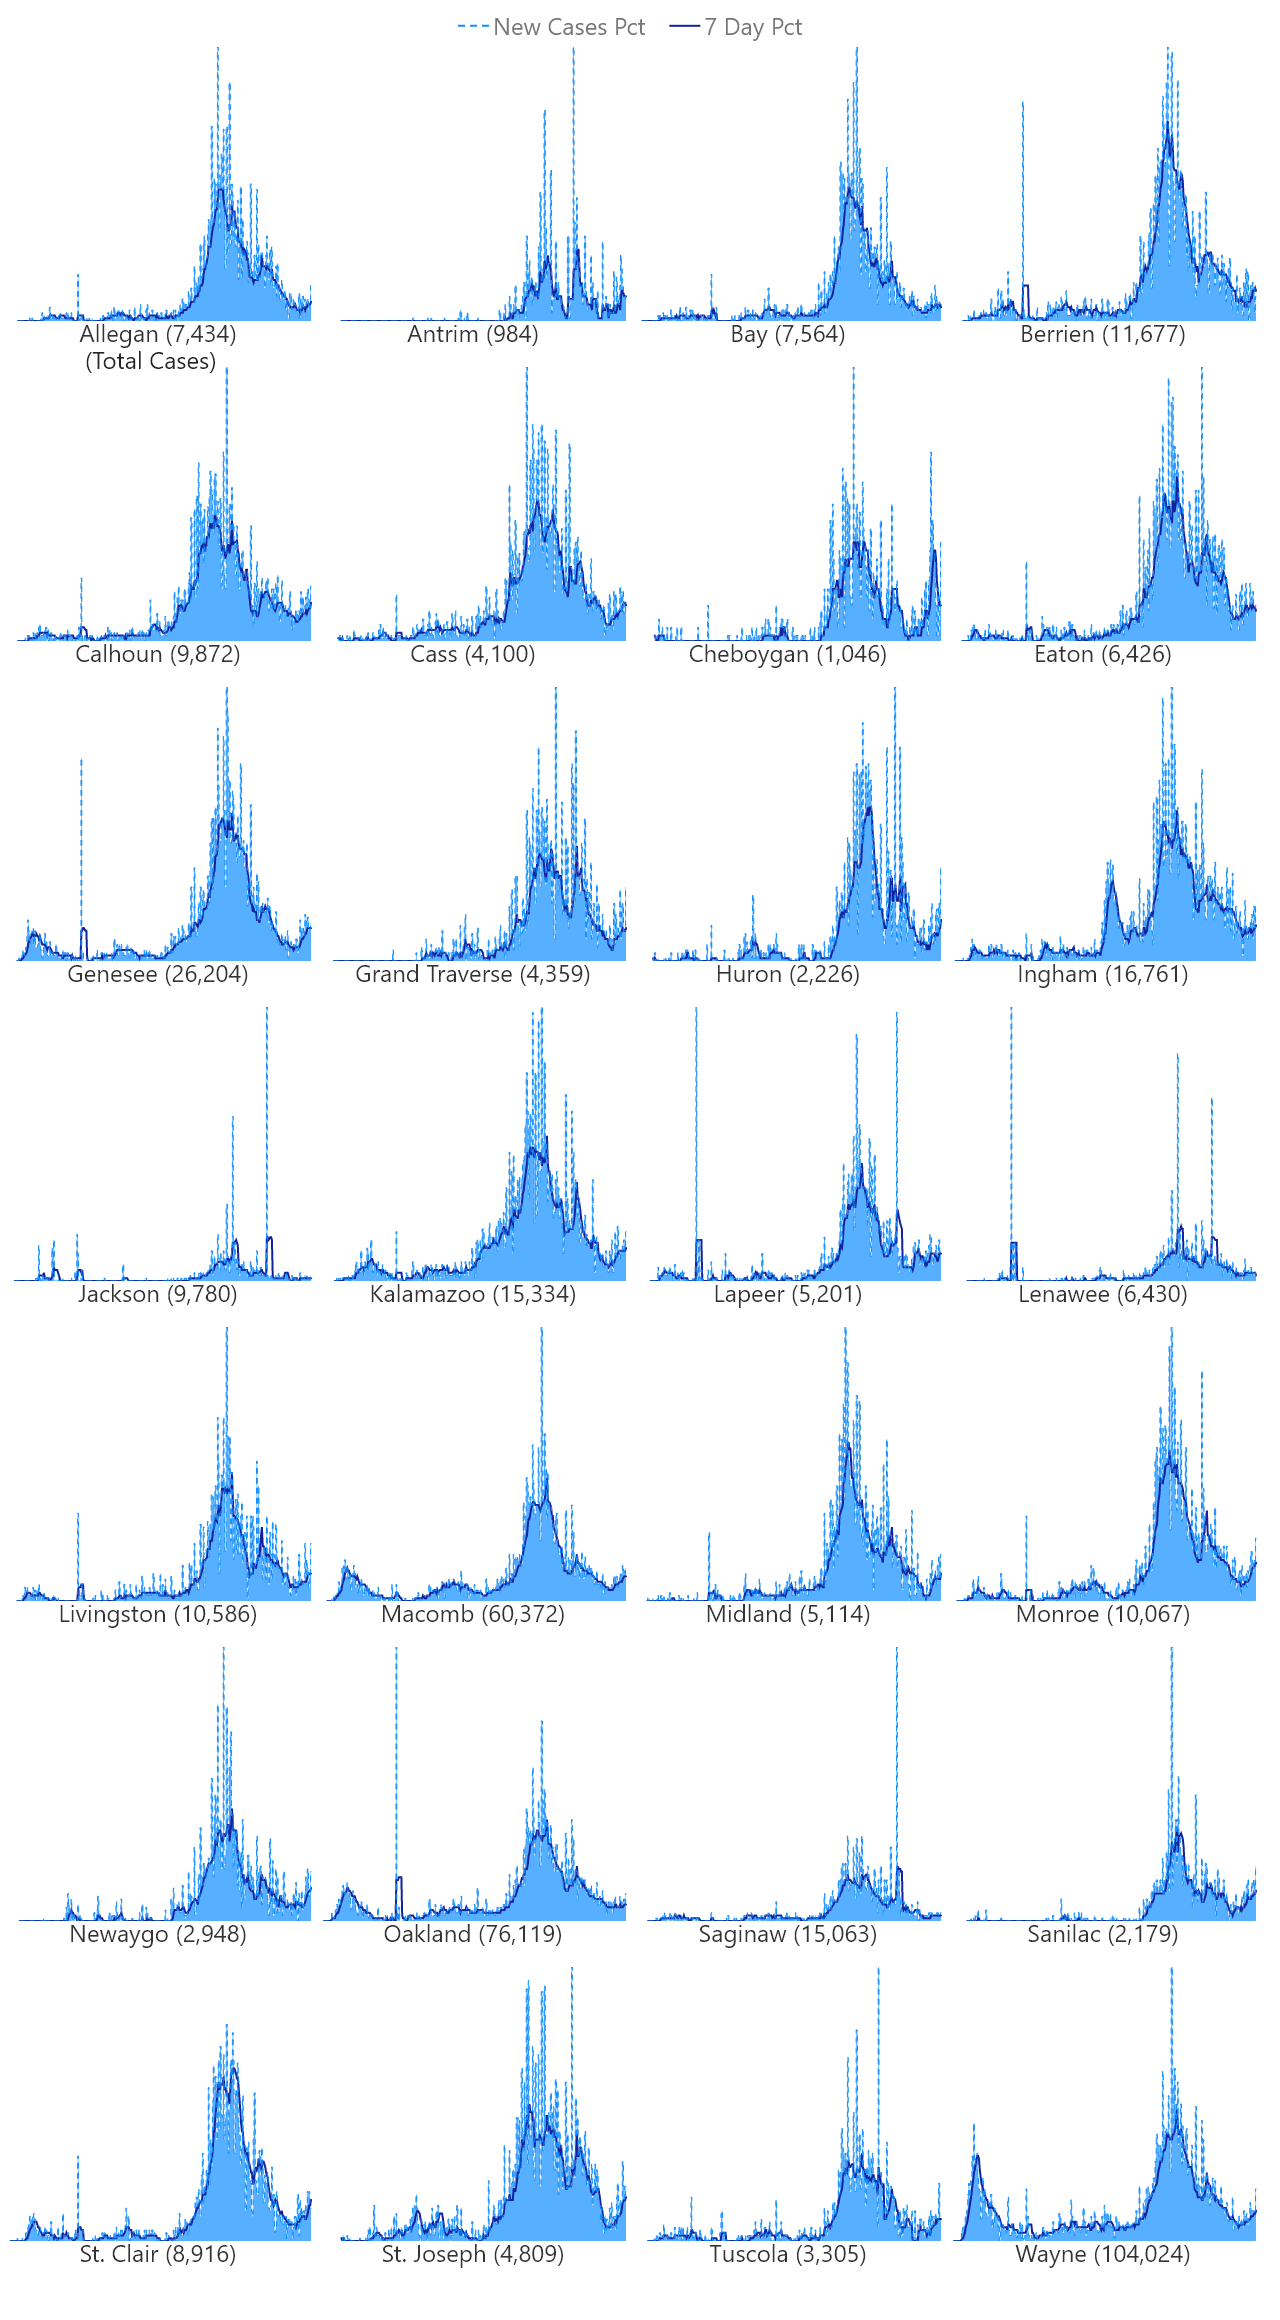 New Cases Pct 7 Day Pct
Allegan (7,434) Antrim (984) Bay (7,564) Berrien (11,677)
(Total Cases)
Calhoun (9,872) Cass (4,100) Cheboygan (1,046) Eaton (6,426)
Genesee (26,204) Grand Traverse (4,359) Huron (2,226) Ingham (16,761)
Jackson (9,780) Kalamazoo (15,334) Lapeer (5,201) Lenawee (6,430)
Livingston (10,586) Macomb (60,372) Midland (5,114) Monroe (10,067)
Newaygo (2,948) Oakland (76,119) Saginaw (15,063) Sanilac (2,179)
St. Clair (8,916) St. Joseph (4,809) Tuscola (3,305) Wayne (104,024)